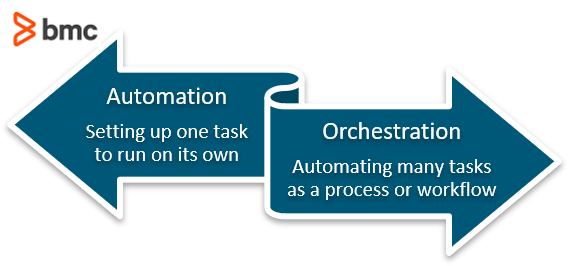 bmc
Automation
Setting up one task
to run on its own
Orchestration
Automating many tasks
as a process or workflow